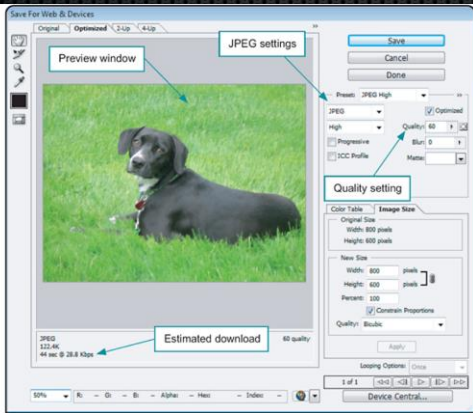 Save For Web & Devices
Original Optimized 2-Up 4-Up
JPEG settings
Preview window
Save
Cancel
Done
Preset: JPEG High
JPEG
Optimized
High
Quality: 60
Progressive
Blur: 0
ICC Profile
Matte:
Quality setting
Color Table Image Size
Original Size
Width: 800 pixels
Height: 600 pixels
New Size
Width: 800 pixels
Height: 600 pixels
Percent: 100
Constrain Proportions
Quality: Bicubic
Apply
JPEG
122.4K
44 sec @ 28.8 Kbps
Estimated download
60 quality
Looping Options: Once
1 of 1
50% R: -- G: -- B: -- Alpha: -- Hex: -- Index: --
Device Central...